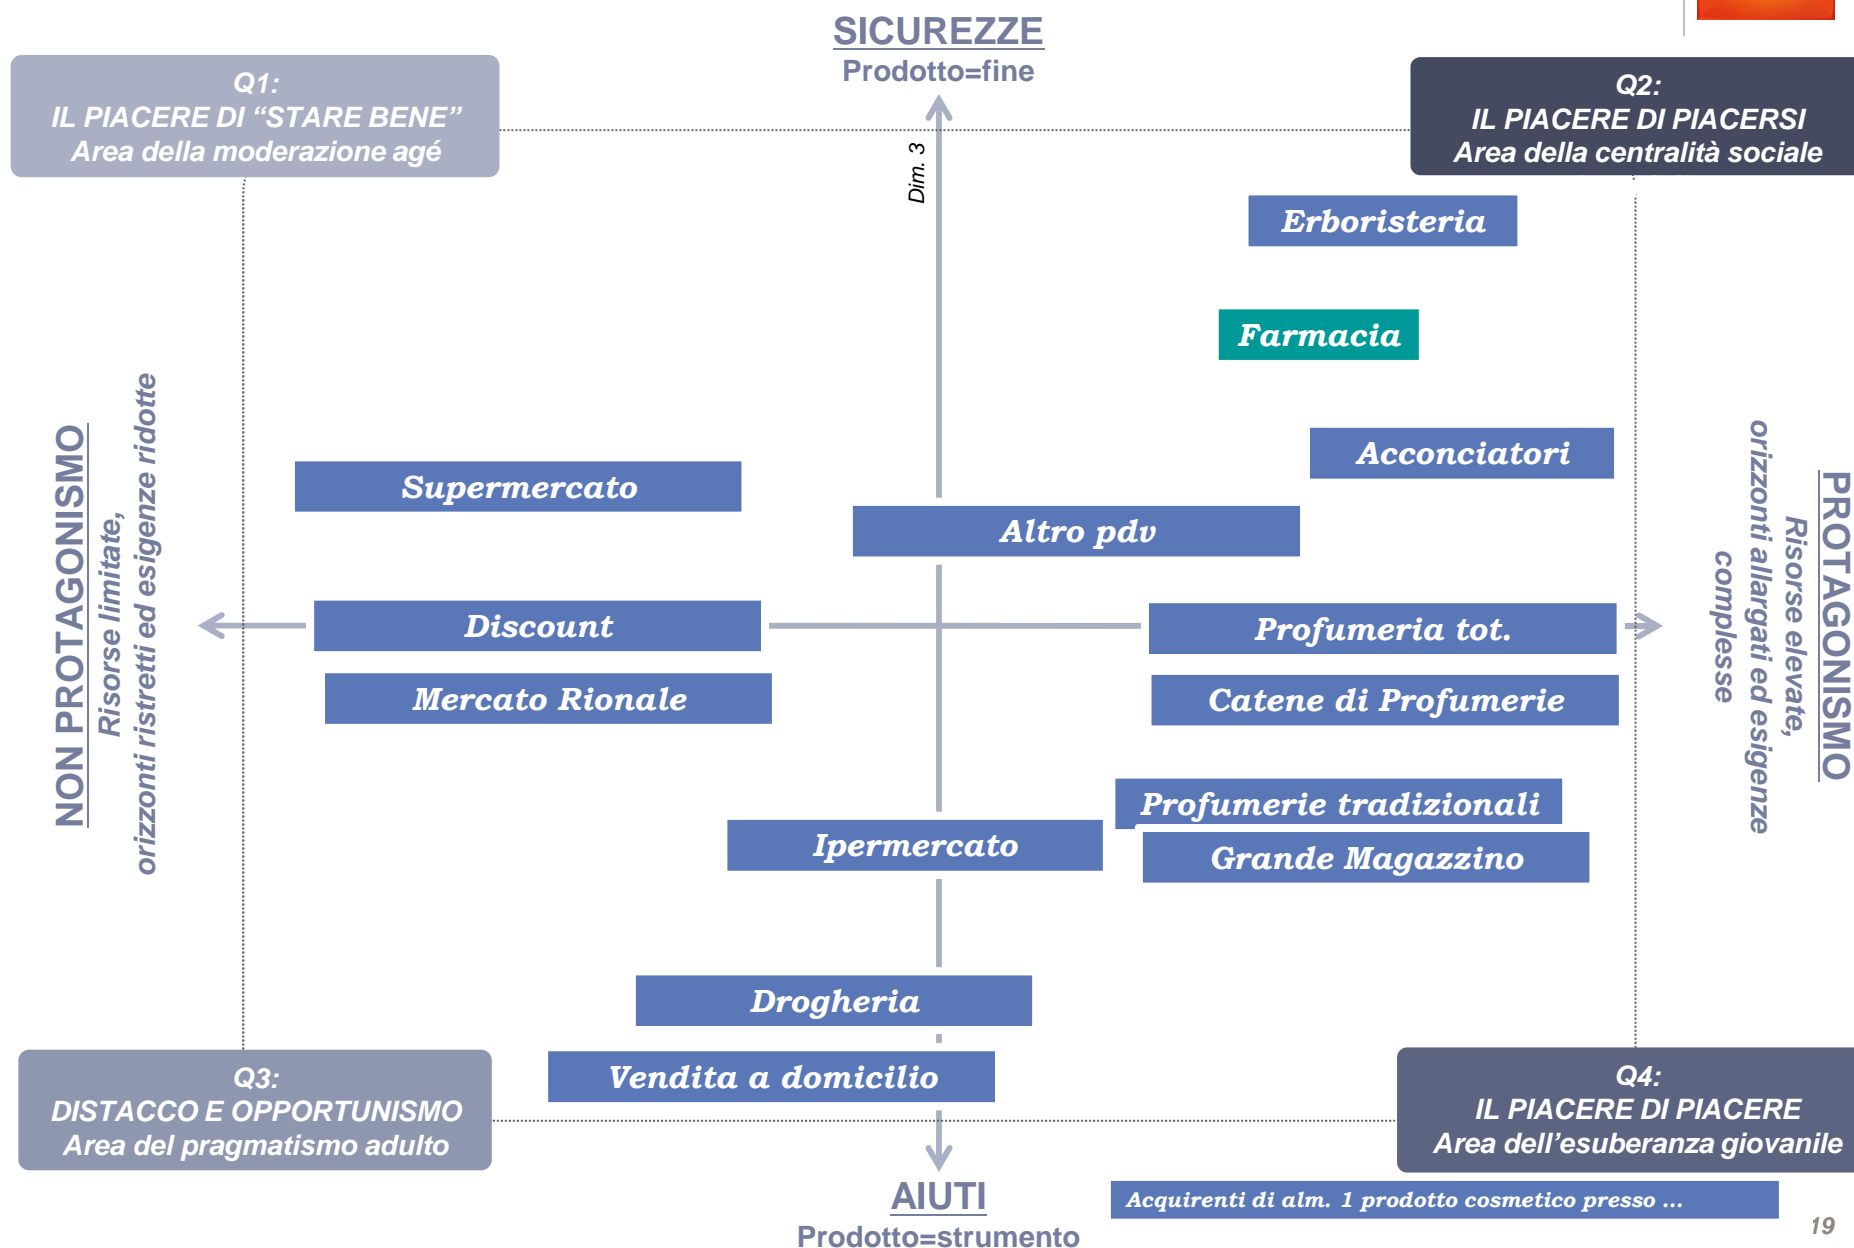 SICUREZZE
Prodotto=fine
Q1:
IL PIACERE DI “STARE BENE”
Area della moderazione agé
Q2:
IL PIACERE DI PIACERSI
Area della centralità sociale
Dim. 3
Erboristeria
Farmacia
Acconciatori
Supermercato
Altro pdv
NON PROTAGONISMO
Risorse limitate,
orizzonti ristretti ed esigenze ridotte
PROTAGONISMO
Risorse elevate,
orizzonti allargati ed esigenze
complesse
Discount
Profumeria tot.
Mercato Rionale
Catene di Profumerie
Profumerie tradizionali
Ipermercato
Grande Magazzino
Drogheria
Vendita a domicilio
Q3:
DISTACCO E OPPORTUNISMO
Area del pragmatismo adulto
Q4:
IL PIACERE DI PIACERE
Area dell’esuberanza giovanile
AIUTI
Prodotto=strumento
Acquirenti di alm. 1 prodotto cosmetico presso ...
19